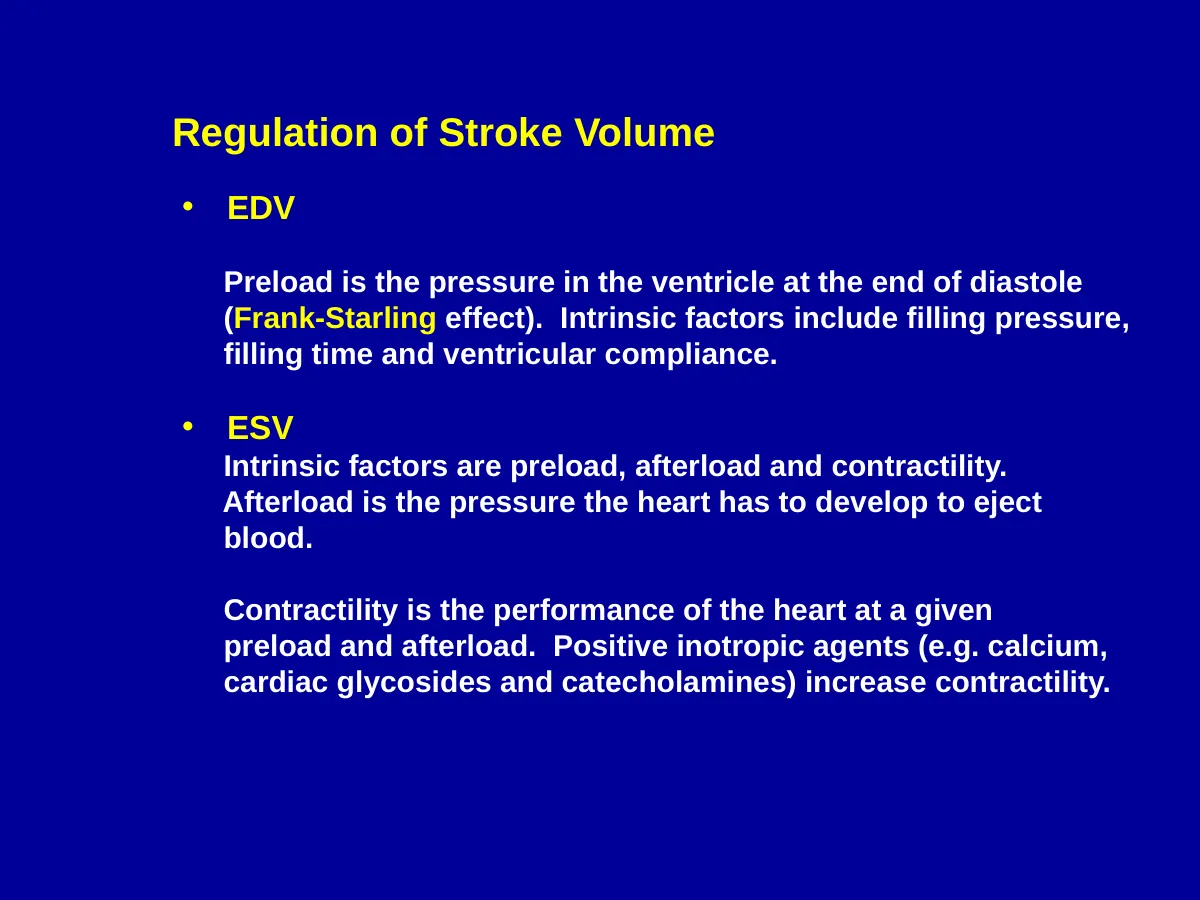 Regulation of Stroke Volume
• EDV
Preload is the pressure in the ventricle at the end of diastole
(Frank-Starling effect).  Intrinsic factors include filling pressure,
filling time and ventricular compliance.
• ESV
Intrinsic factors are preload, afterload and contractility.
Afterload is the pressure the heart has to develop to eject
blood.
Contractility is the performance of the heart at a given
preload and afterload.  Positive inotropic agents (e.g. calcium,
cardiac glycosides and catecholamines) increase contractility.